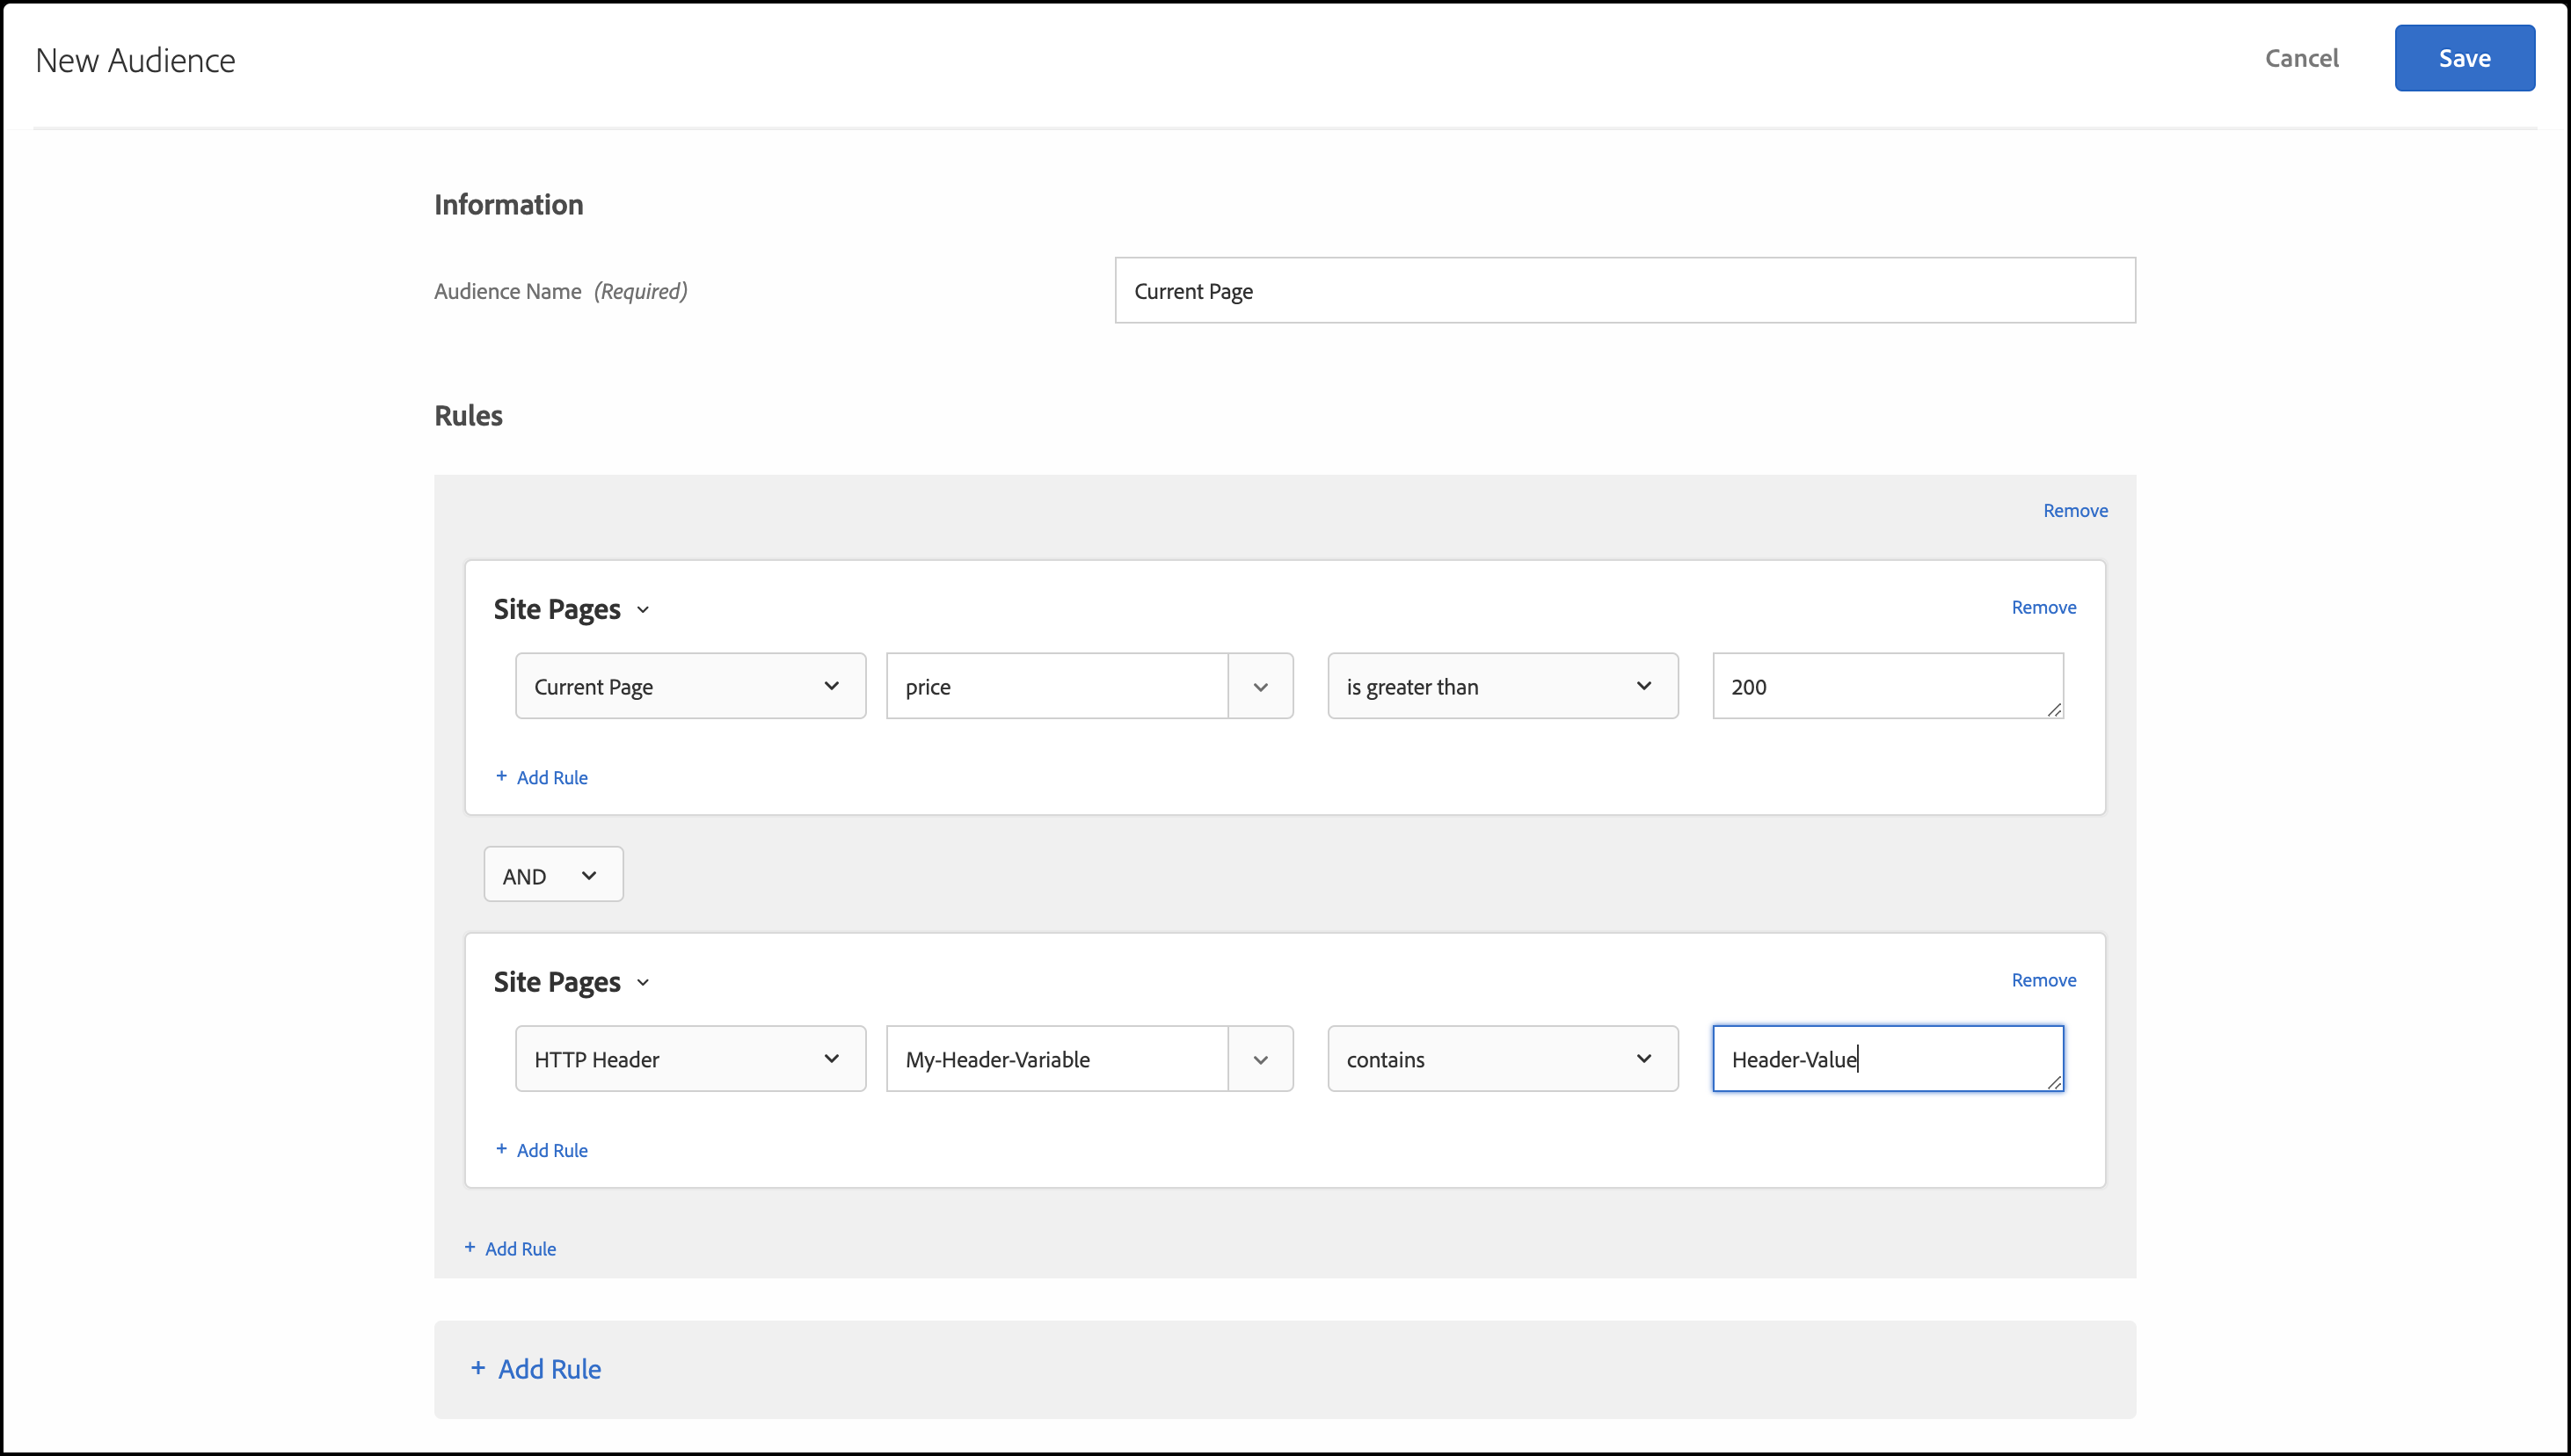 New Audience
Cancel
Save
Information
Audience Name (Required)
Current Page
Rules
Remove
Site Pages
Remove
Current Page
price
is greater than
200
+ Add Rule
AND
Site Pages
Remove
HTTP Header
My-Header-Variable
contains
Header-Value
+ Add Rule
+ Add Rule
+ Add Rule